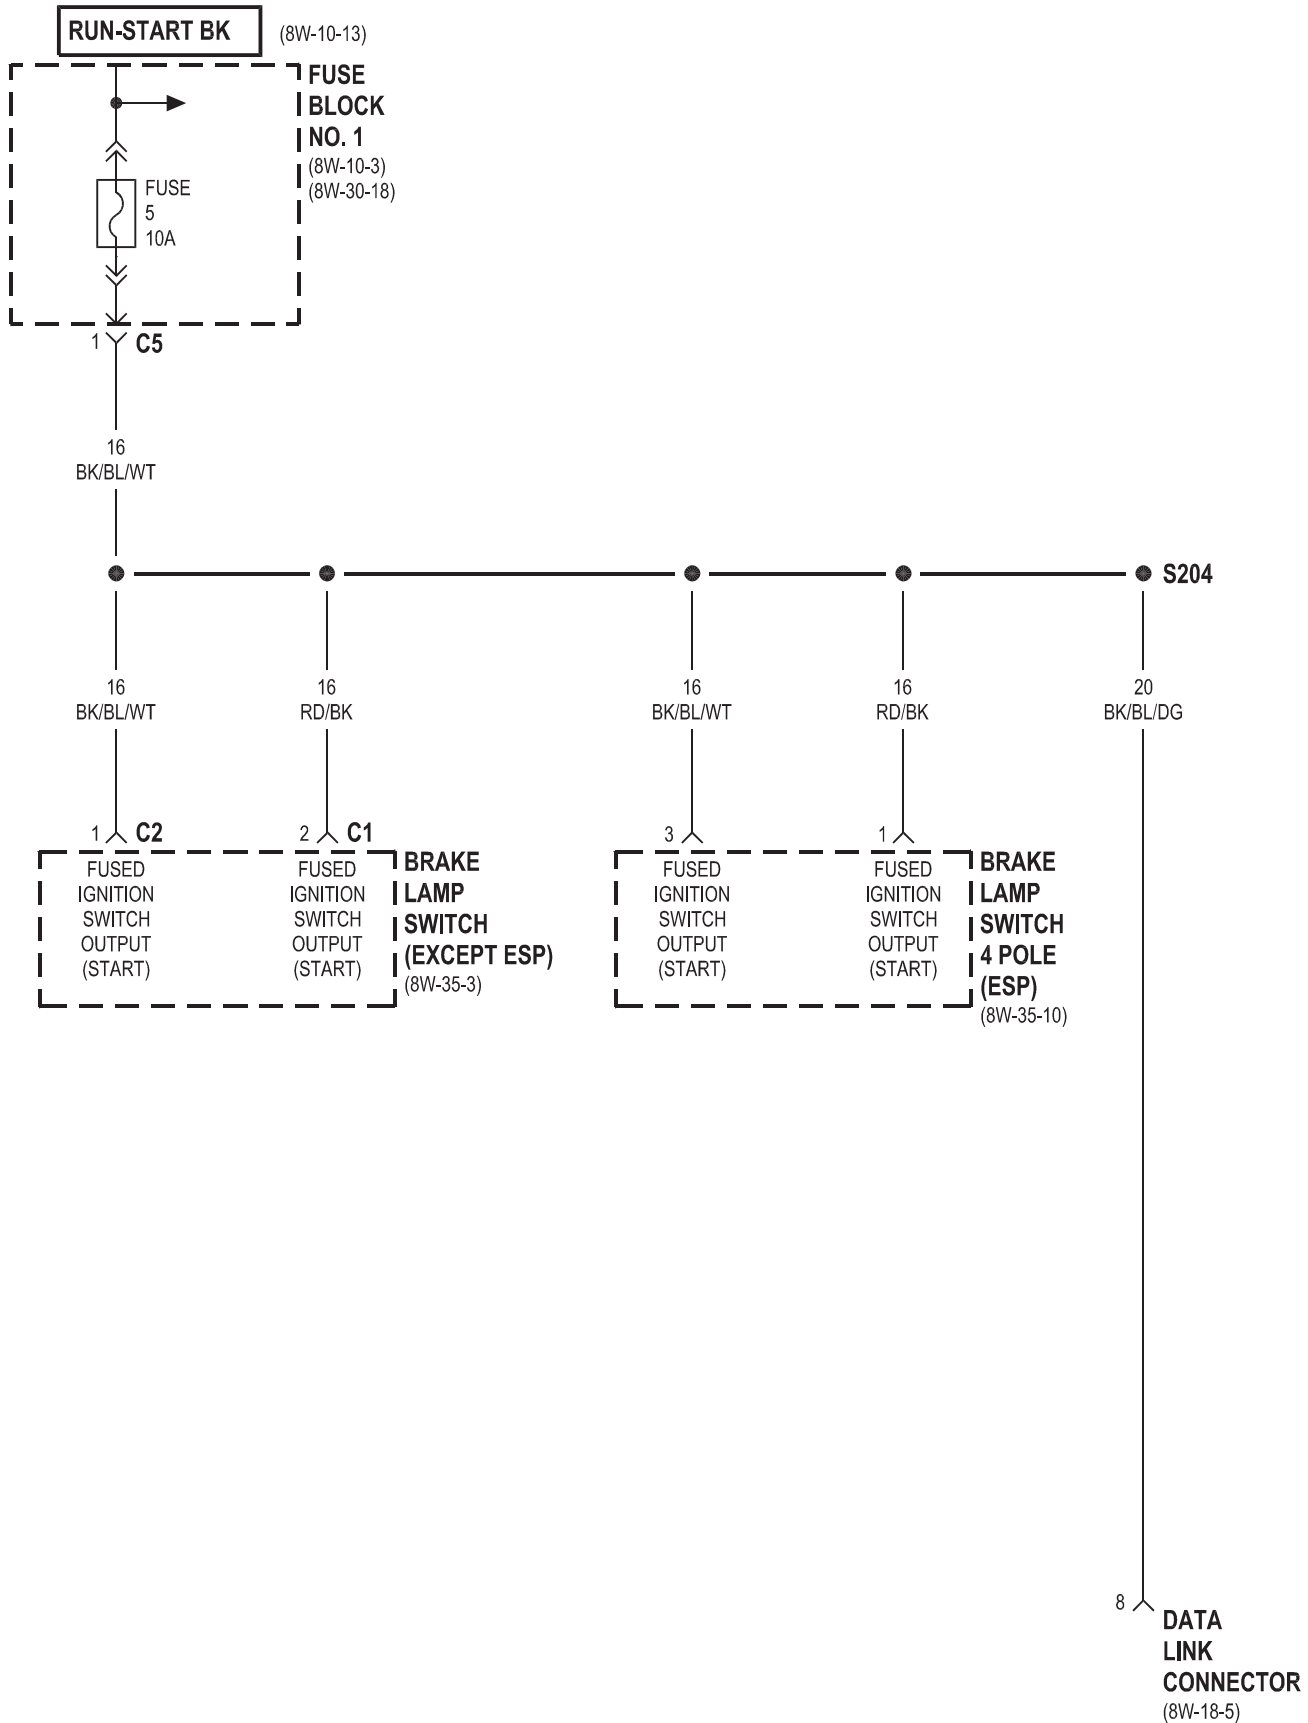 RUN-START BK (8W-10-13)
FUSE
BLOCK
NO. 1
(8W-10-3)
(8W-30-18)
FUSE
5
10A
1 C5
16
BK/BL/WT
S204
16
BK/BL/WT
16
RD/BK
16
BK/BL/WT
16
RD/BK
20
BK/BL/DG
1 C2
2 C1
3
1
FUSED
IGNITION
SWITCH
OUTPUT
(START)
FUSED
IGNITION
SWITCH
OUTPUT
(START)
BRAKE
LAMP
SWITCH
(EXCEPT ESP)
(8W-35-3)
FUSED
IGNITION
SWITCH
OUTPUT
(START)
FUSED
IGNITION
SWITCH
OUTPUT
(START)
BRAKE
LAMP
SWITCH
4 POLE
(ESP)
(8W-35-10)
8
DATA
LINK
CONNECTOR
(8W-18-5)